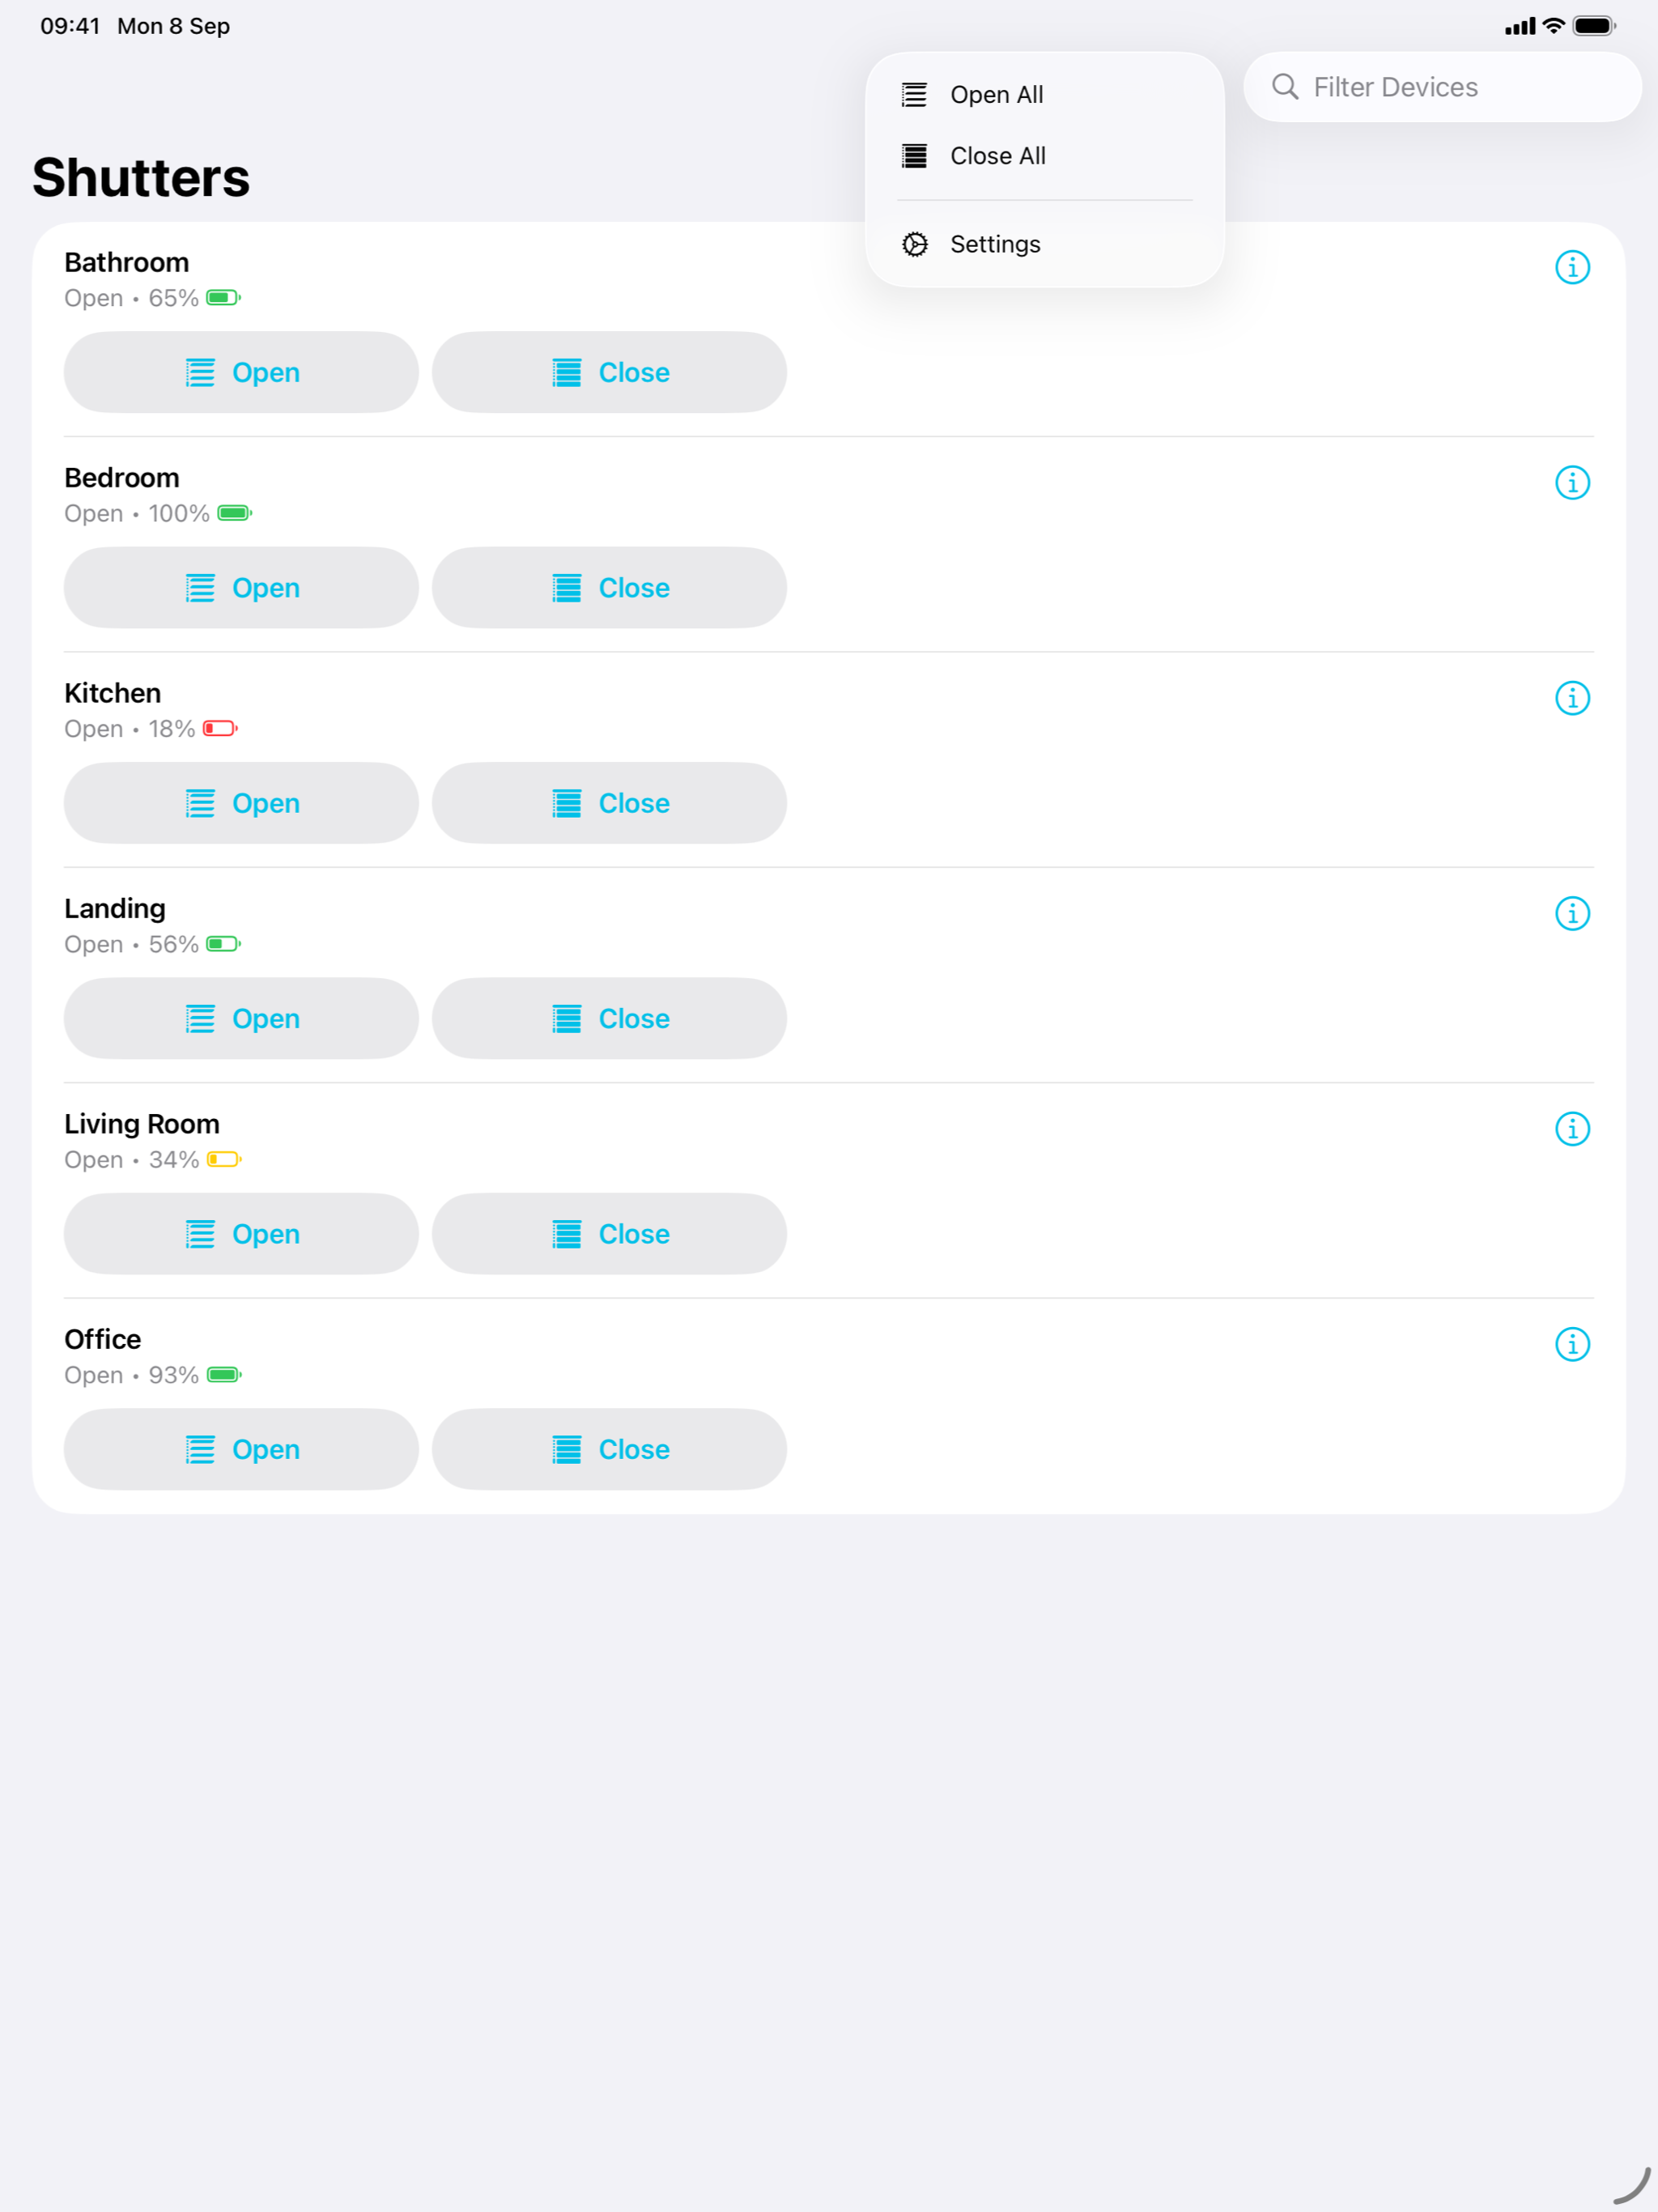 09:41 Mon 8 Sep
Open All
Close All
Settings
Filter Devices
Shutters
Bathroom
Open • 65%
Open
Close
Bedroom
Open • 100%
Open
Close
Kitchen
Open • 18%
Open
Close
Landing
Open • 56%
Open
Close
Living Room
Open • 34%
Open
Close
Office
Open • 93%
Open
Close